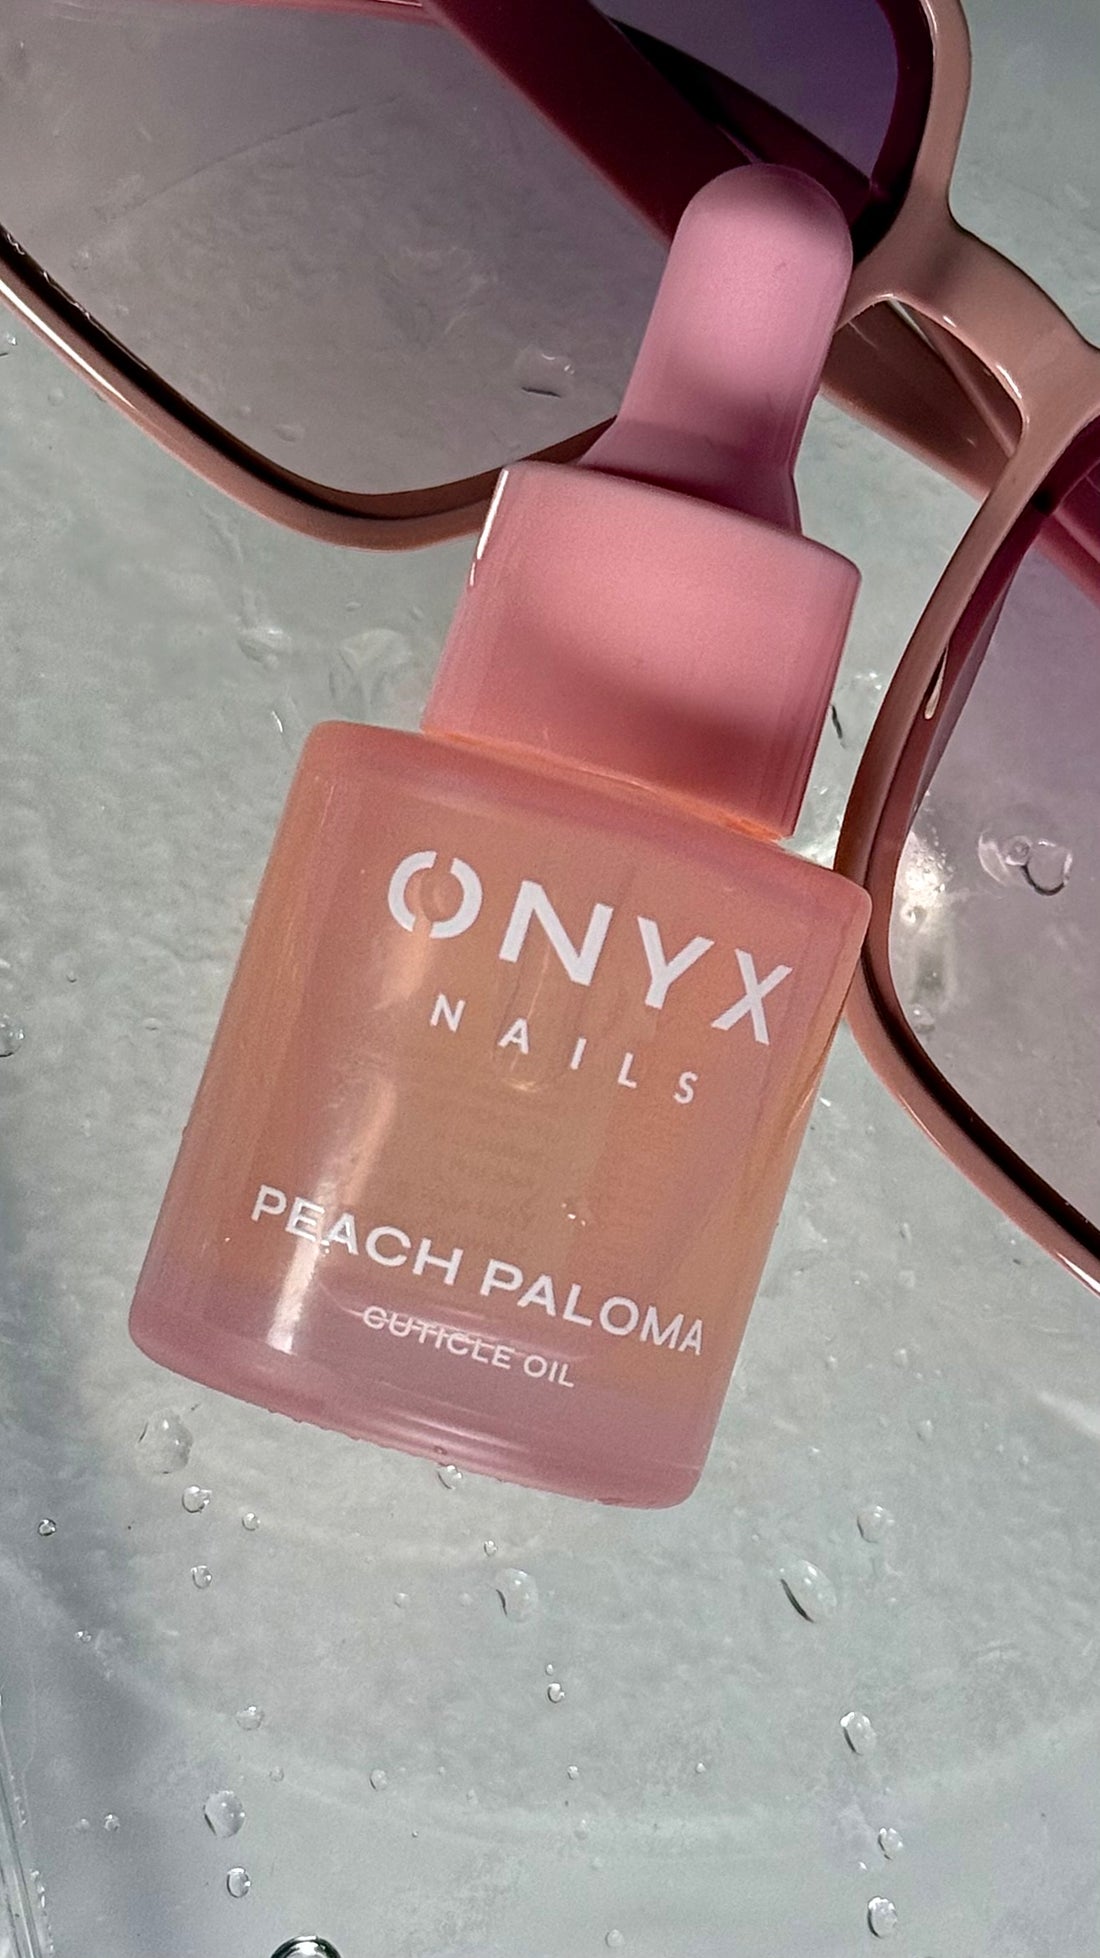 ONYX
NAILS
PEACH PALOMA
CUTICLE OIL